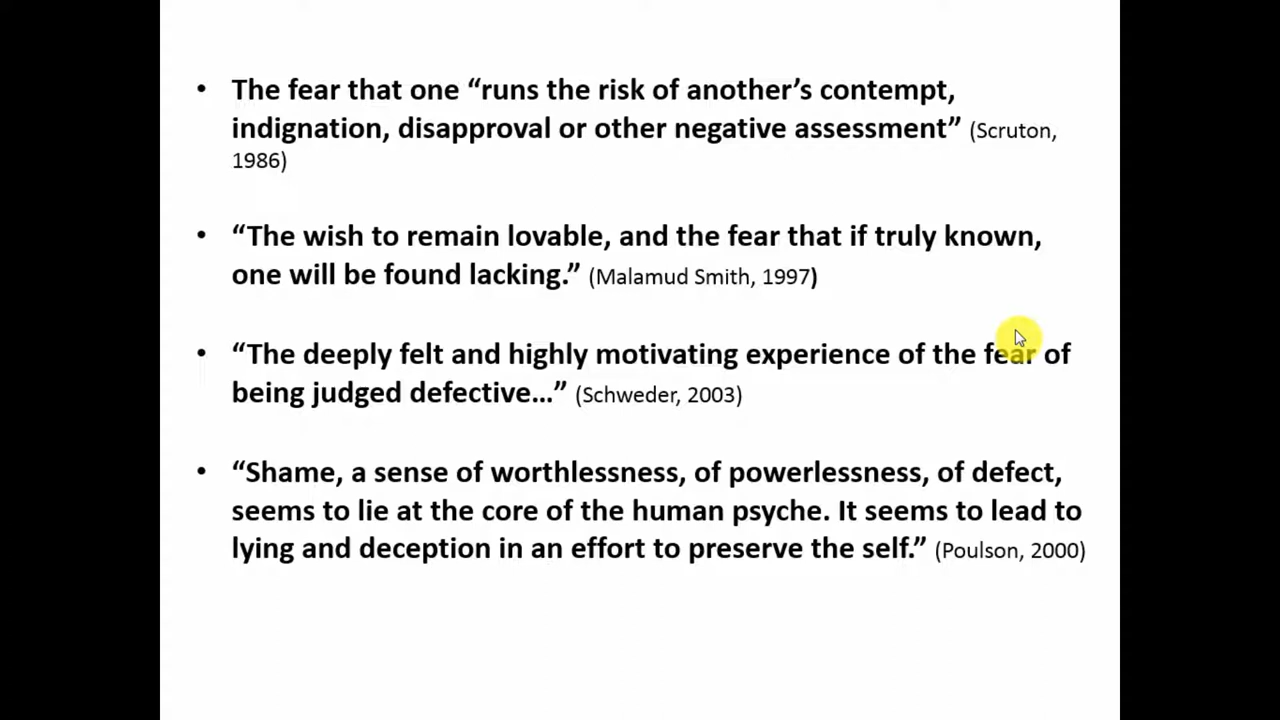 • The fear that one “runs the risk of another’s contempt,
indignation, disapproval or other negative assessment” (Scruton,
1986)
• “The wish to remain lovable, and the fear that if truly known,
one will be found lacking.” (Malamud Smith, 1997)
• “The deeply felt and highly motivating experience of the fear of
being judged defective…” (Schweder, 2003)
• “Shame, a sense of worthlessness, of powerlessness, of defect,
seems to lie at the core of the human psyche. It seems to lead to
lying and deception in an effort to preserve the self.” (Poulson, 2000)